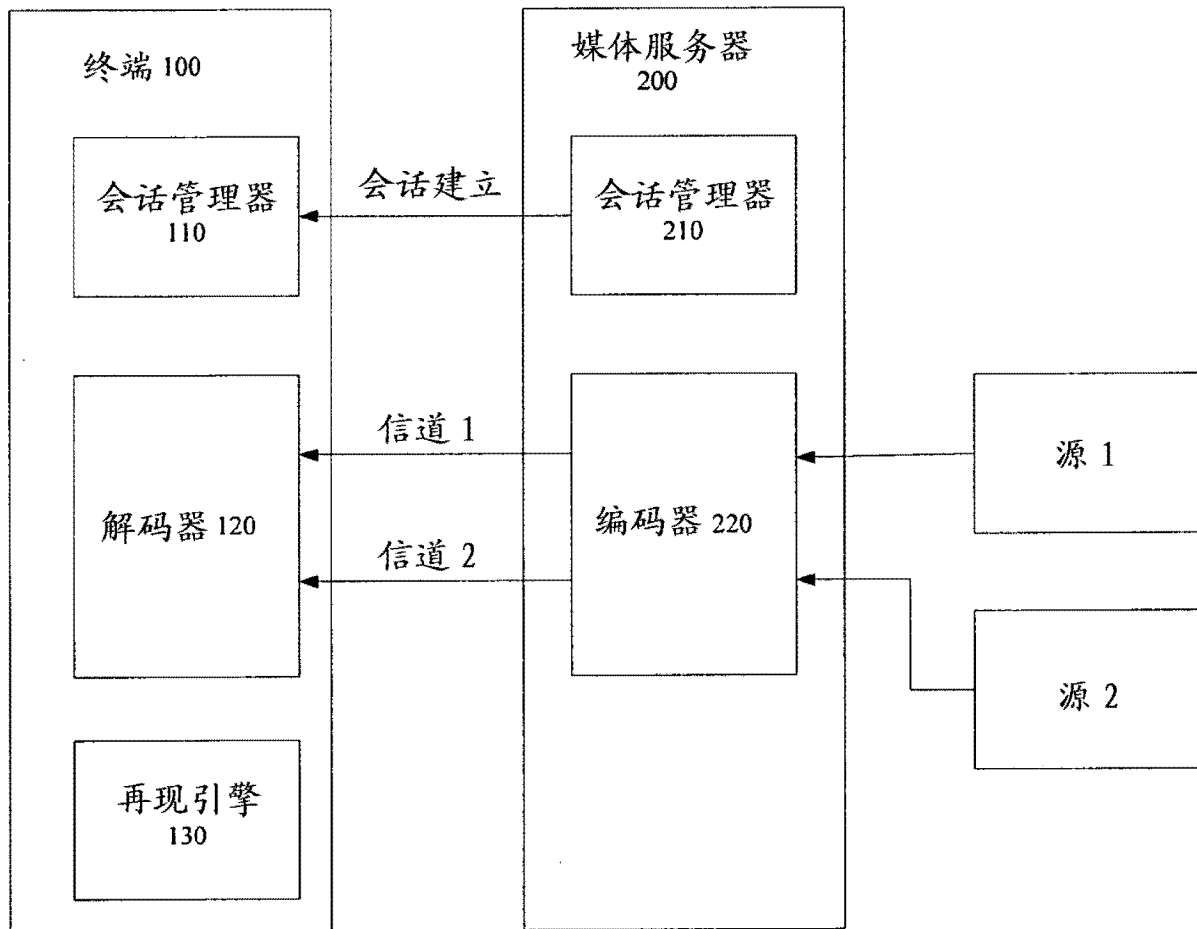 终端 100
媒体服务器
200
会话管理器
110
会话建立
会话管理器
210
信道 1
源 1
解码器 120
编码器 220
信道 2
源 2
再现引擎
130